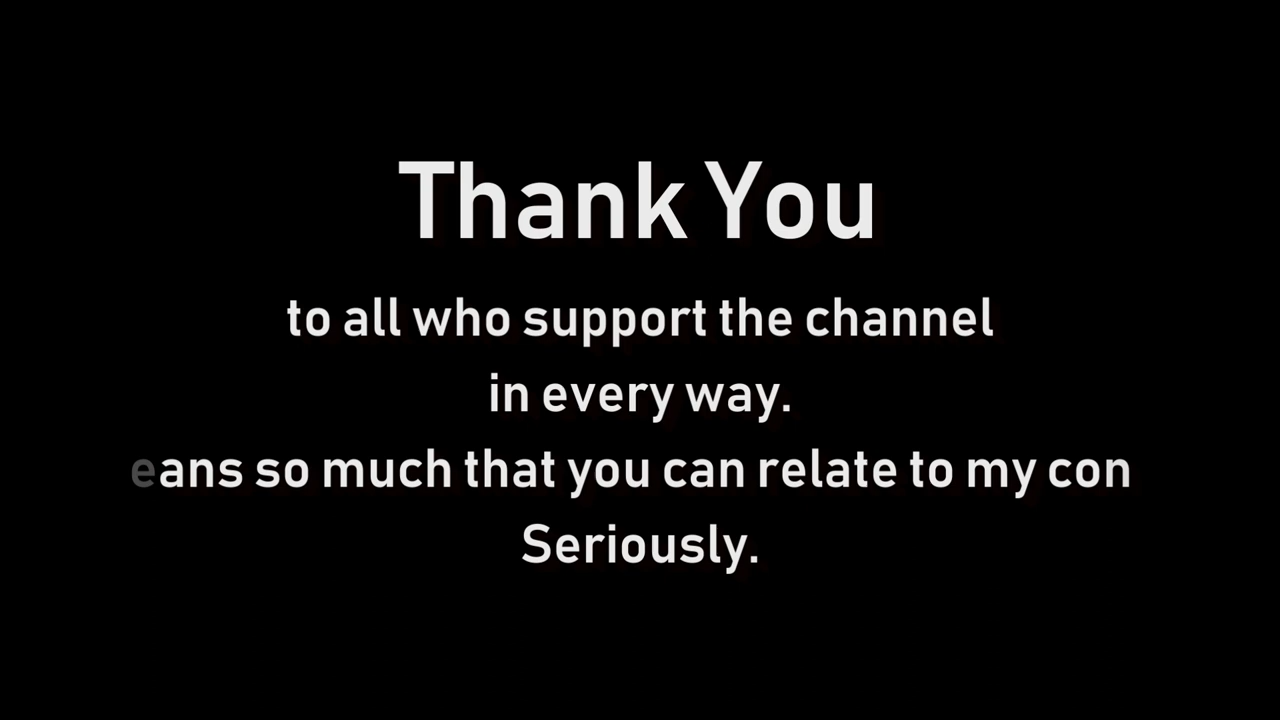 Thank You
to all who support the channel
in every way.
eans so much that you can relate to my con
Seriously.